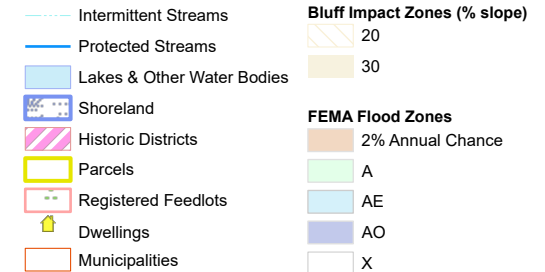 Intermittent Streams
Protected Streams
Lakes & Other Water Bodies
Shoreland
Historic Districts
Parcels
Registered Feedlots
Dwellings
Municipalities
Bluff Impact Zones (% slope)
20
30
FEMA Flood Zones
2% Annual Chance
A
AE
AO
X